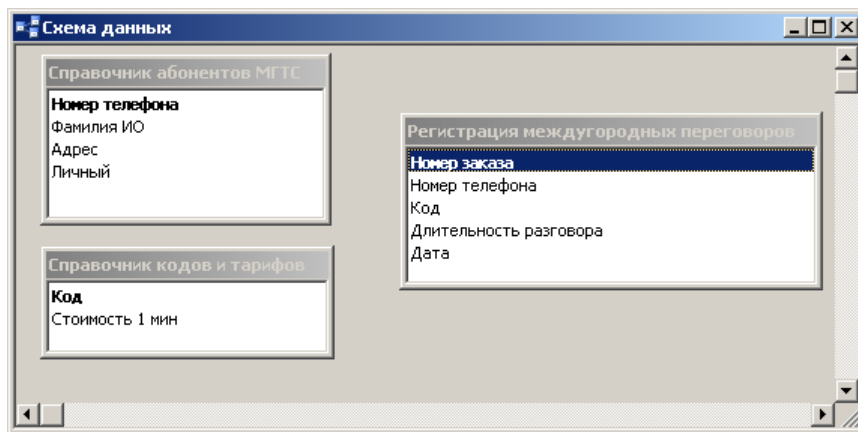 Схема данных
Справочник абонентов МГТС
Номер телефона
Фамилия ИО
Адрес
Личный
Регистрация междугородных переговоров
Номер заказа
Номер телефона
Код
Длительность разговора
Дата
Справочник кодов и тарифов
Код
Стоимость 1 мин